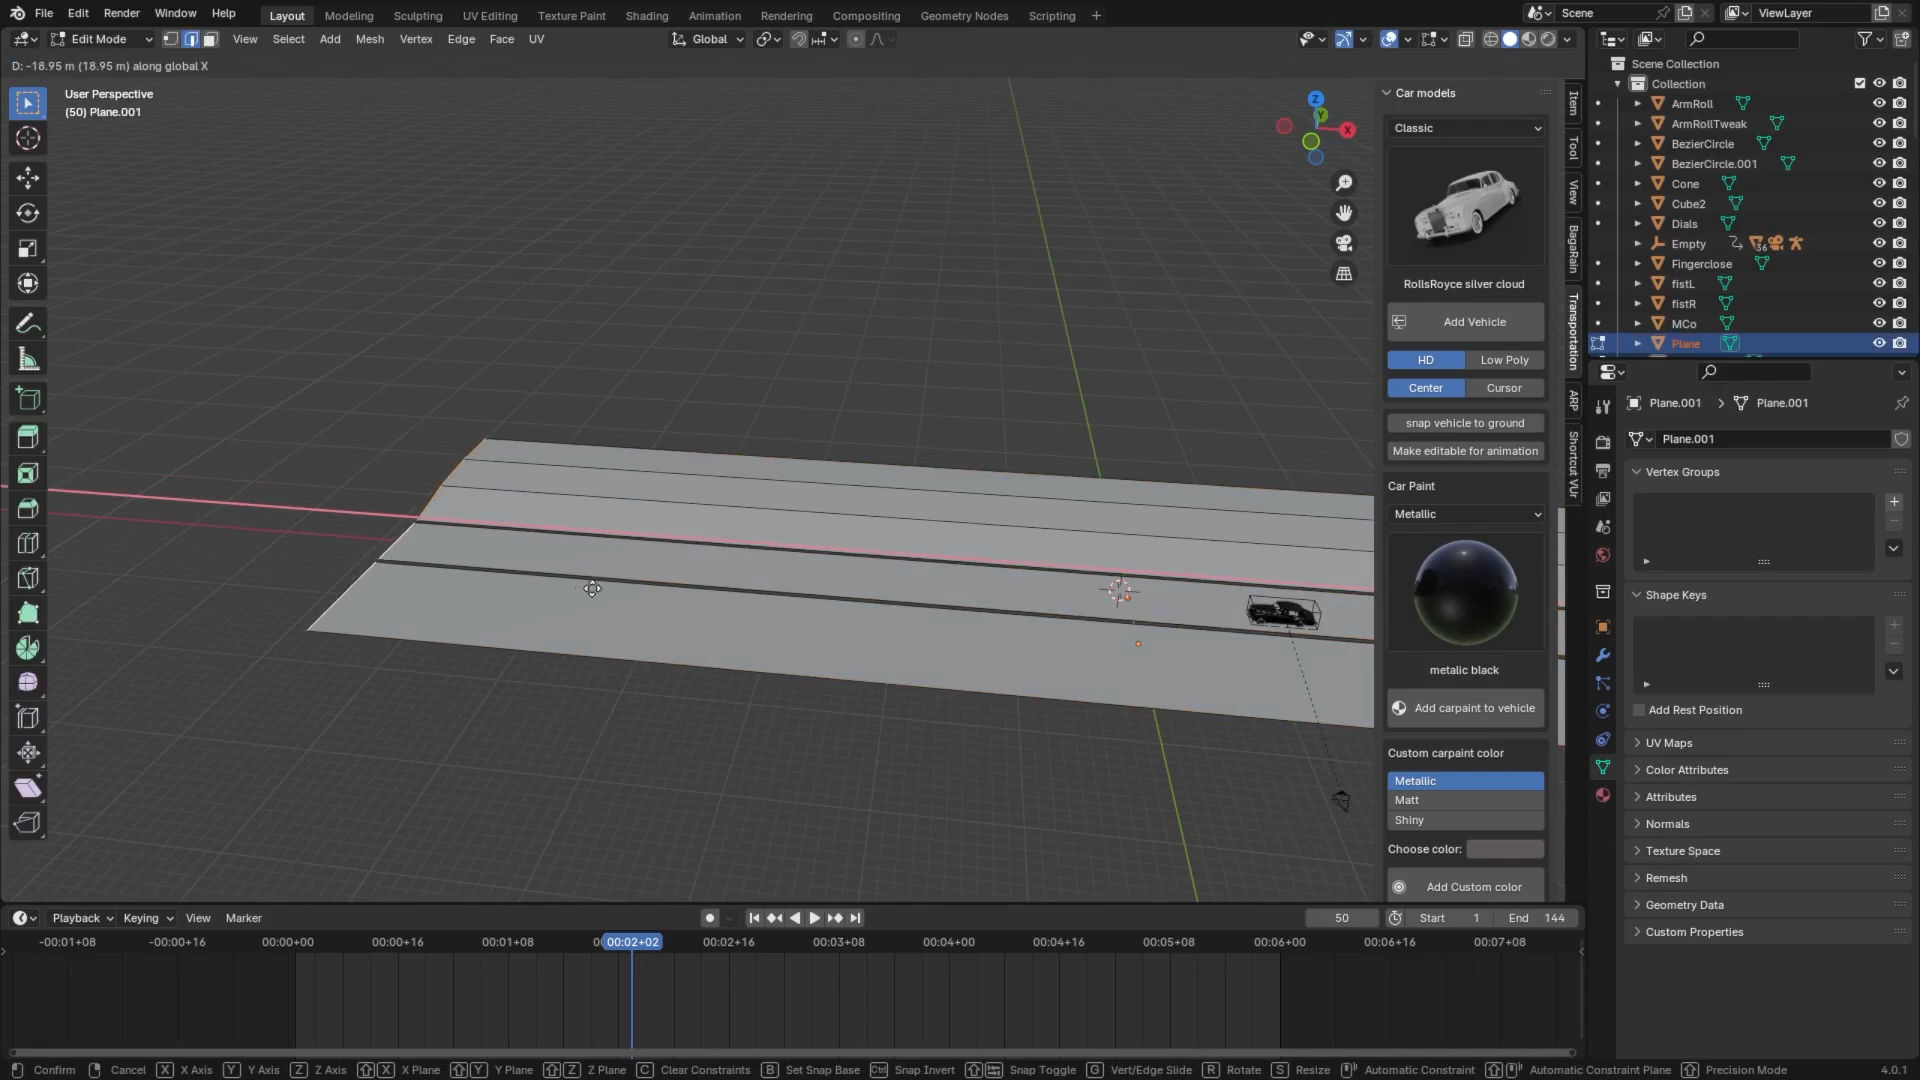 File Edit Render Window Help
Layout Modeling Sculpting UV Editing Texture Paint Shading Animation Rendering Compositing Geometry Nodes Scripting +
Scene
ViewLayer
Edit Mode View Select Add Mesh Vertex Edge Face UV
Global
D: -18.95 m (18.95 m) along global X
User Perspective
(50) Plane.001
Z
Y
X
Car models
Classic
RollsRoyce silver cloud
Add Vehicle
HD Low Poly
Center Cursor
snap vehicle to ground
Make editable for animation
Car Paint
Metallic
metalic black
Add carpaint to vehicle
Custom carpaint color
Metallic
Matt
Shiny
Choose color:
Add Custom color
Item
Tool
View
BagaRain
Transportation
ARP
Shortcut VUr
Scene Collection
Collection
ArmRoll
ArmRollTweak
BezierCircle
BezierCircle.001
Cone
Cube2
Dials
Empty 36
Fingerclose
fistL
fistR
MCo
Plane
Plane.001 > Plane.001
Plane.001
Vertex Groups
Shape Keys
Add Rest Position
UV Maps
Color Attributes
Attributes
Normals
Texture Space
Remesh
Geometry Data
Custom Properties
Playback Keying View Marker
50 Start 1 End 144
-00:01+08 -00:00+16 00:00+00 00:00+16 00:01+08 00:02+02 00:02+16 00:03+08 00:04+00 00:04+16 00:05+08 00:06+00 00:06+16 00:07+08
Confirm Cancel X X Axis Y Y Axis Z Z Axis X X Plane Y Y Plane Z Z Plane C Clear Constraints B Set Snap Base Ctrl Snap Invert Snap Toggle G Vert/Edge Slide R Rotate S Resize Automatic Constraint Automatic Constraint Plane Precision Mode 4.0.1